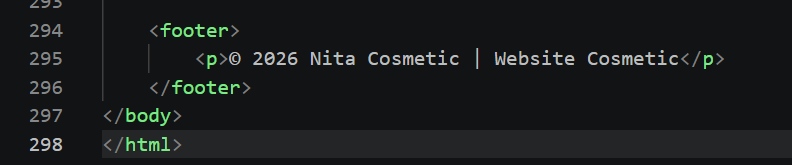 293
294 <footer>
295 <p>© 2026 Nita Cosmetic | Website Cosmetic</p>
296 </footer>
297 </body>
298 </html>